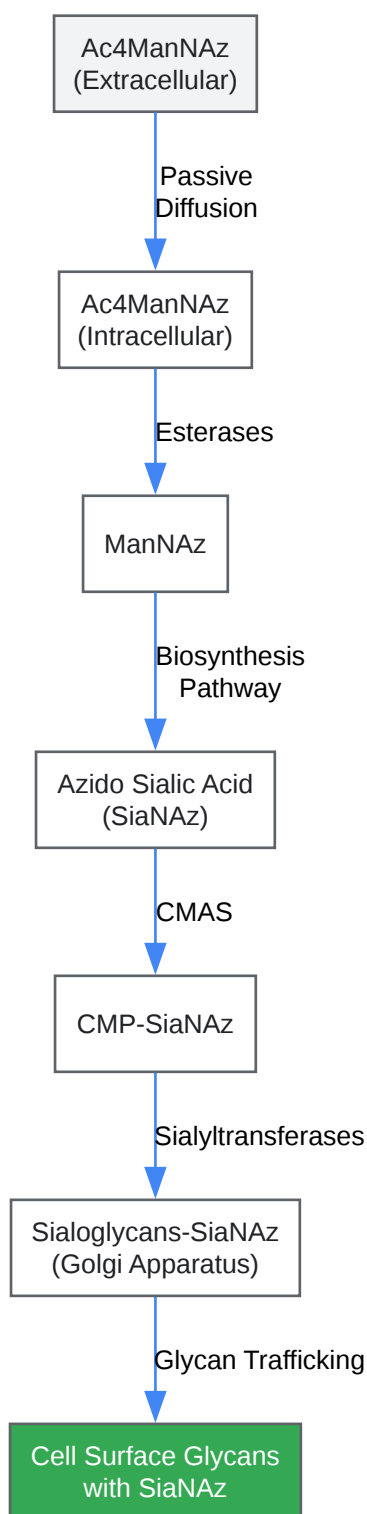 Ac4ManNAz
(Extracellular)
Passive
Diffusion
Ac4ManNAz
(Intracellular)
Esterases
ManNAz
Biosynthesis
Pathway
Azido Sialic Acid
(SiaNAz)
CMAS
CMP-SiaNAz
Sialyltransferases
Sialoglycans-SiaNAz
(Golgi Apparatus)
Glycan Trafficking
Cell Surface Glycans
with SiaNAz